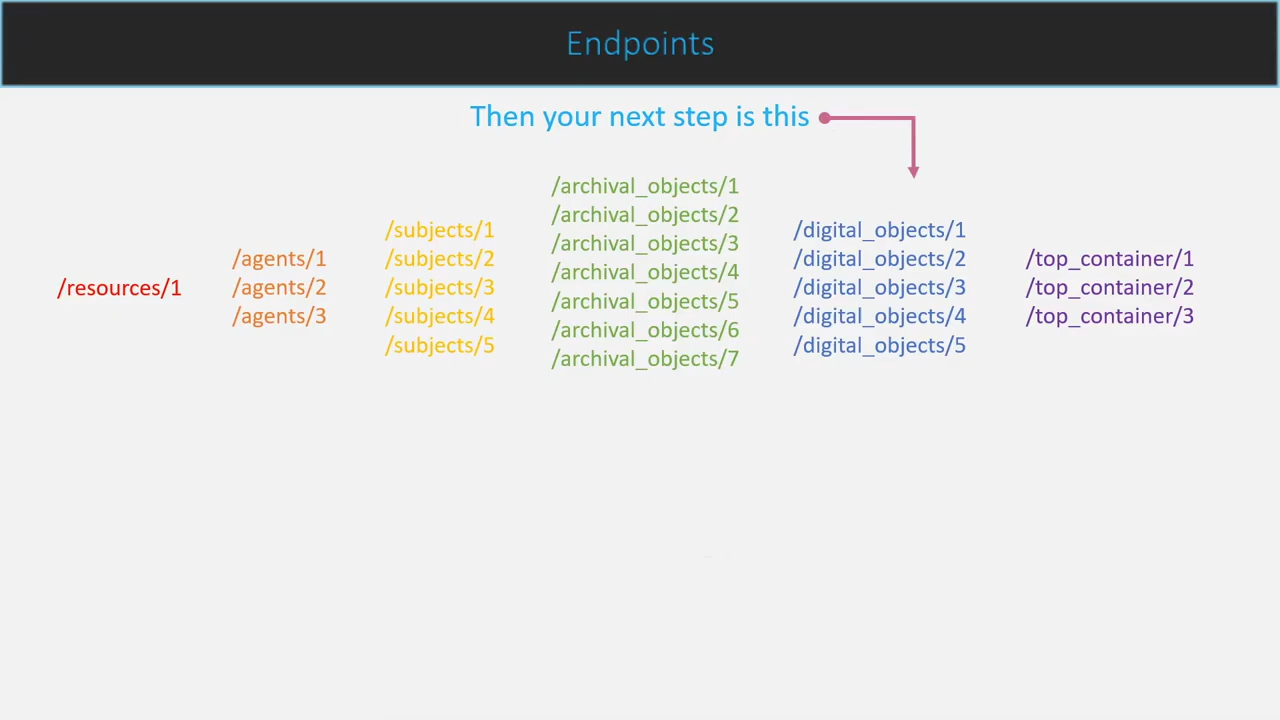 Endpoints
Then your next step is this
/resources/1
/agents/1
/agents/2
/agents/3
/subjects/1
/subjects/2
/subjects/3
/subjects/4
/subjects/5
/archival_objects/1
/archival_objects/2
/archival_objects/3
/archival_objects/4
/archival_objects/5
/archival_objects/6
/archival_objects/7
/digital_objects/1
/digital_objects/2
/digital_objects/3
/digital_objects/4
/digital_objects/5
/top_container/1
/top_container/2
/top_container/3